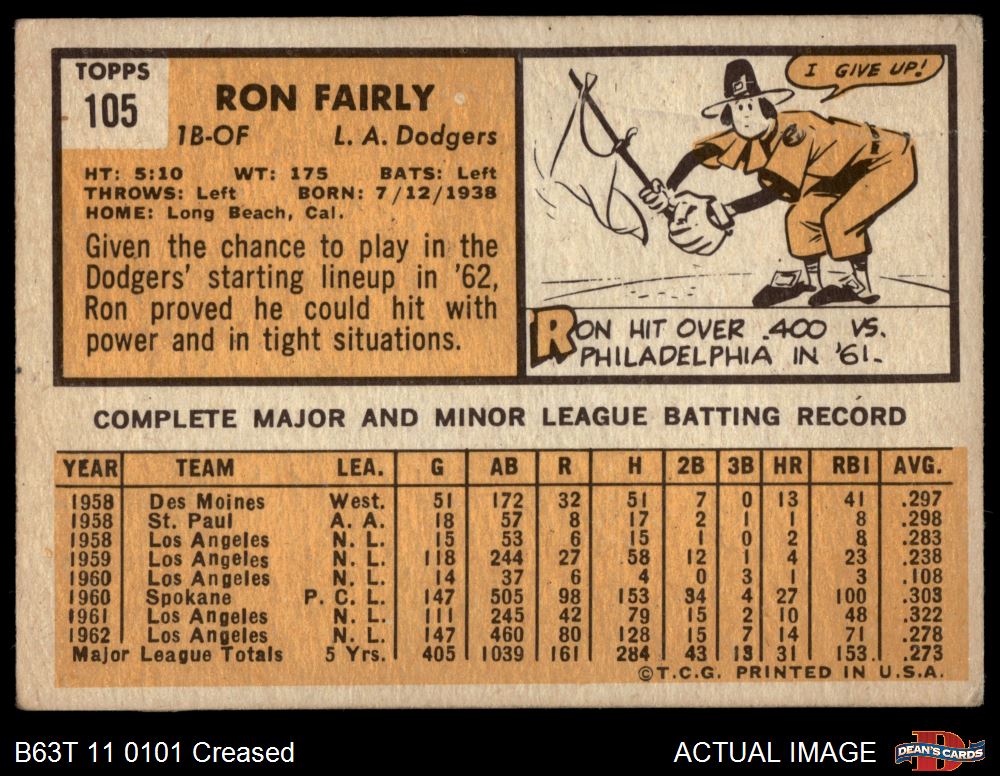 TOPPS
105
RON FAIRLY
1B-OF L. A. Dodgers
HT: 5:10 WT: 175 BATS: Left
THROWS: Left BORN: 7/12/1938
HOME: Long Beach, Cal.
Given the chance to play in the
Dodgers' starting lineup in '62,
Ron proved he could hit with
power and in tight situations.
I GIVE UP!
RON HIT OVER .400 VS.
PHILADELPHIA IN '61.
COMPLETE MAJOR AND MINOR LEAGUE BATTING RECORD
YEAR TEAM LEA. G AB R H 2B 3B HR RBI AVG.
1958 Des Moines West. 51 172 32 51 7 0 13 41 .297
1958 St. Paul A. A. 18 57 8 17 2 1 1 8 .298
1958 Los Angeles N. L. 15 53 6 15 1 0 2 8 .283
1959 Los Angeles N. L. 118 244 27 58 12 1 4 23 .238
1960 Los Angeles N. L. 14 37 6 4 0 3 1 3 .108
1960 Spokane P. C. L. 147 505 98 153 34 4 27 100 .303
1961 Los Angeles N. L. 111 245 42 79 15 2 10 48 .322
1962 Los Angeles N. L. 147 460 80 128 15 7 14 71 .278
Major League Totals 5 Yrs. 405 1039 161 284 43 13 31 153 .273
©T.C.G. PRINTED IN U.S.A.
B63T 11 0101 Creased ACTUAL IMAGE DEAN'S CARDS